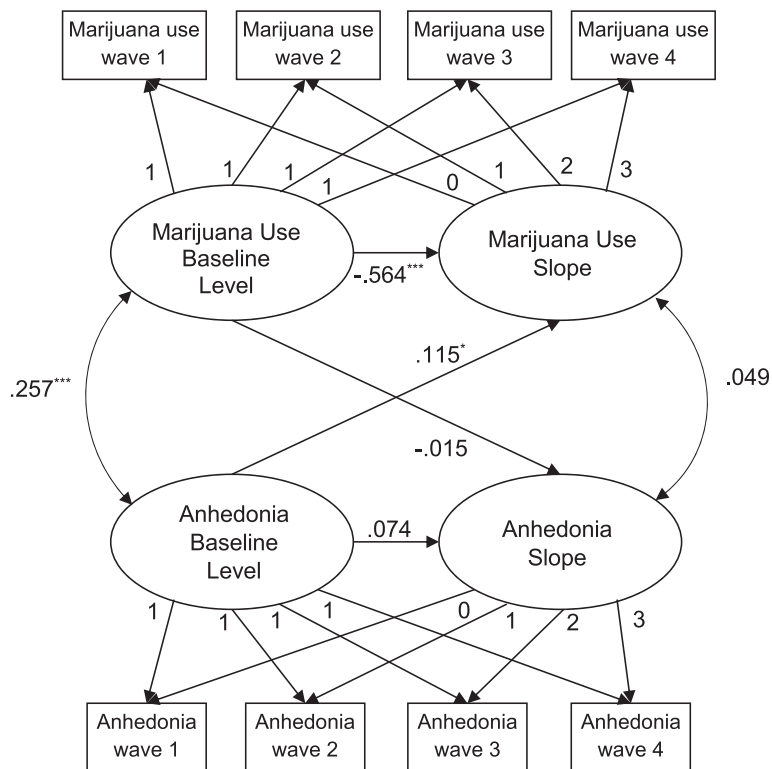 Marijuana use
wave 1
Marijuana use
wave 2
Marijuana use
wave 3
Marijuana use
wave 4
1
1
1
1
0
1
2
3
Marijuana Use
Baseline
Level
-.564***
Marijuana Use
Slope
.257***
.115*
-.015
.049
Anhedonia
Baseline
Level
.074
Anhedonia
Slope
1
1
1
1
0
1
2
3
Anhedonia
wave 1
Anhedonia
wave 2
Anhedonia
wave 3
Anhedonia
wave 4